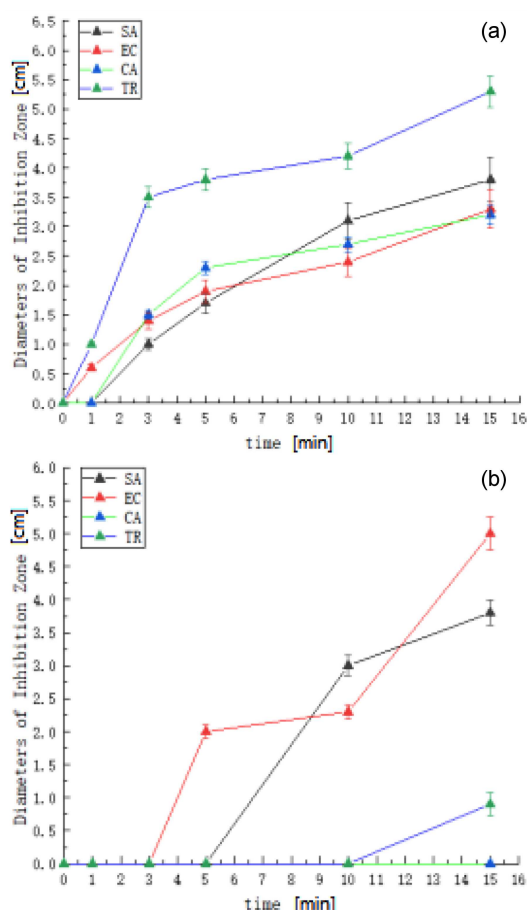 (a)
SA
EC
CA
TR
Diameters of Inhibition Zone [cm]
6.5
6.0
5.5
5.0
4.5
4.0
3.5
3.0
2.5
2.0
1.5
1.0
0.5
0.0
0 1 2 3 4 5 6 7 8 9 10 11 12 13 14 15 16
time [min]
(b)
SA
EC
CA
TR
Diameters of Inhibition Zone [cm]
6.0
5.5
5.0
4.5
4.0
3.5
3.0
2.5
2.0
1.5
1.0
0.5
0.0
0 1 2 3 4 5 6 7 8 9 10 11 12 13 14 15 16
time [min]